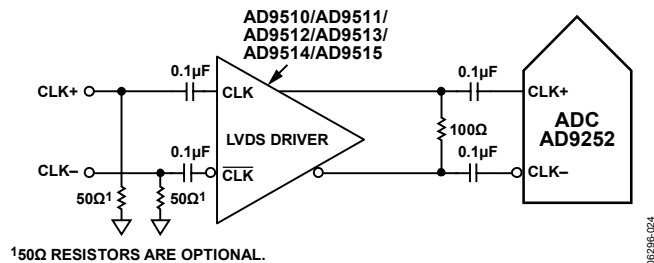 AD9510/AD9511/
AD9512/AD9513/
AD9514/AD9515
0.1µF
0.1µF
CLK+
CLK
CLK+
ADC
AD9252
LVDS DRIVER
100Ω
0.1µF
0.1µF
CLK–
CLK
CLK–
50Ω1
50Ω1
150Ω RESISTORS ARE OPTIONAL.
06296-024